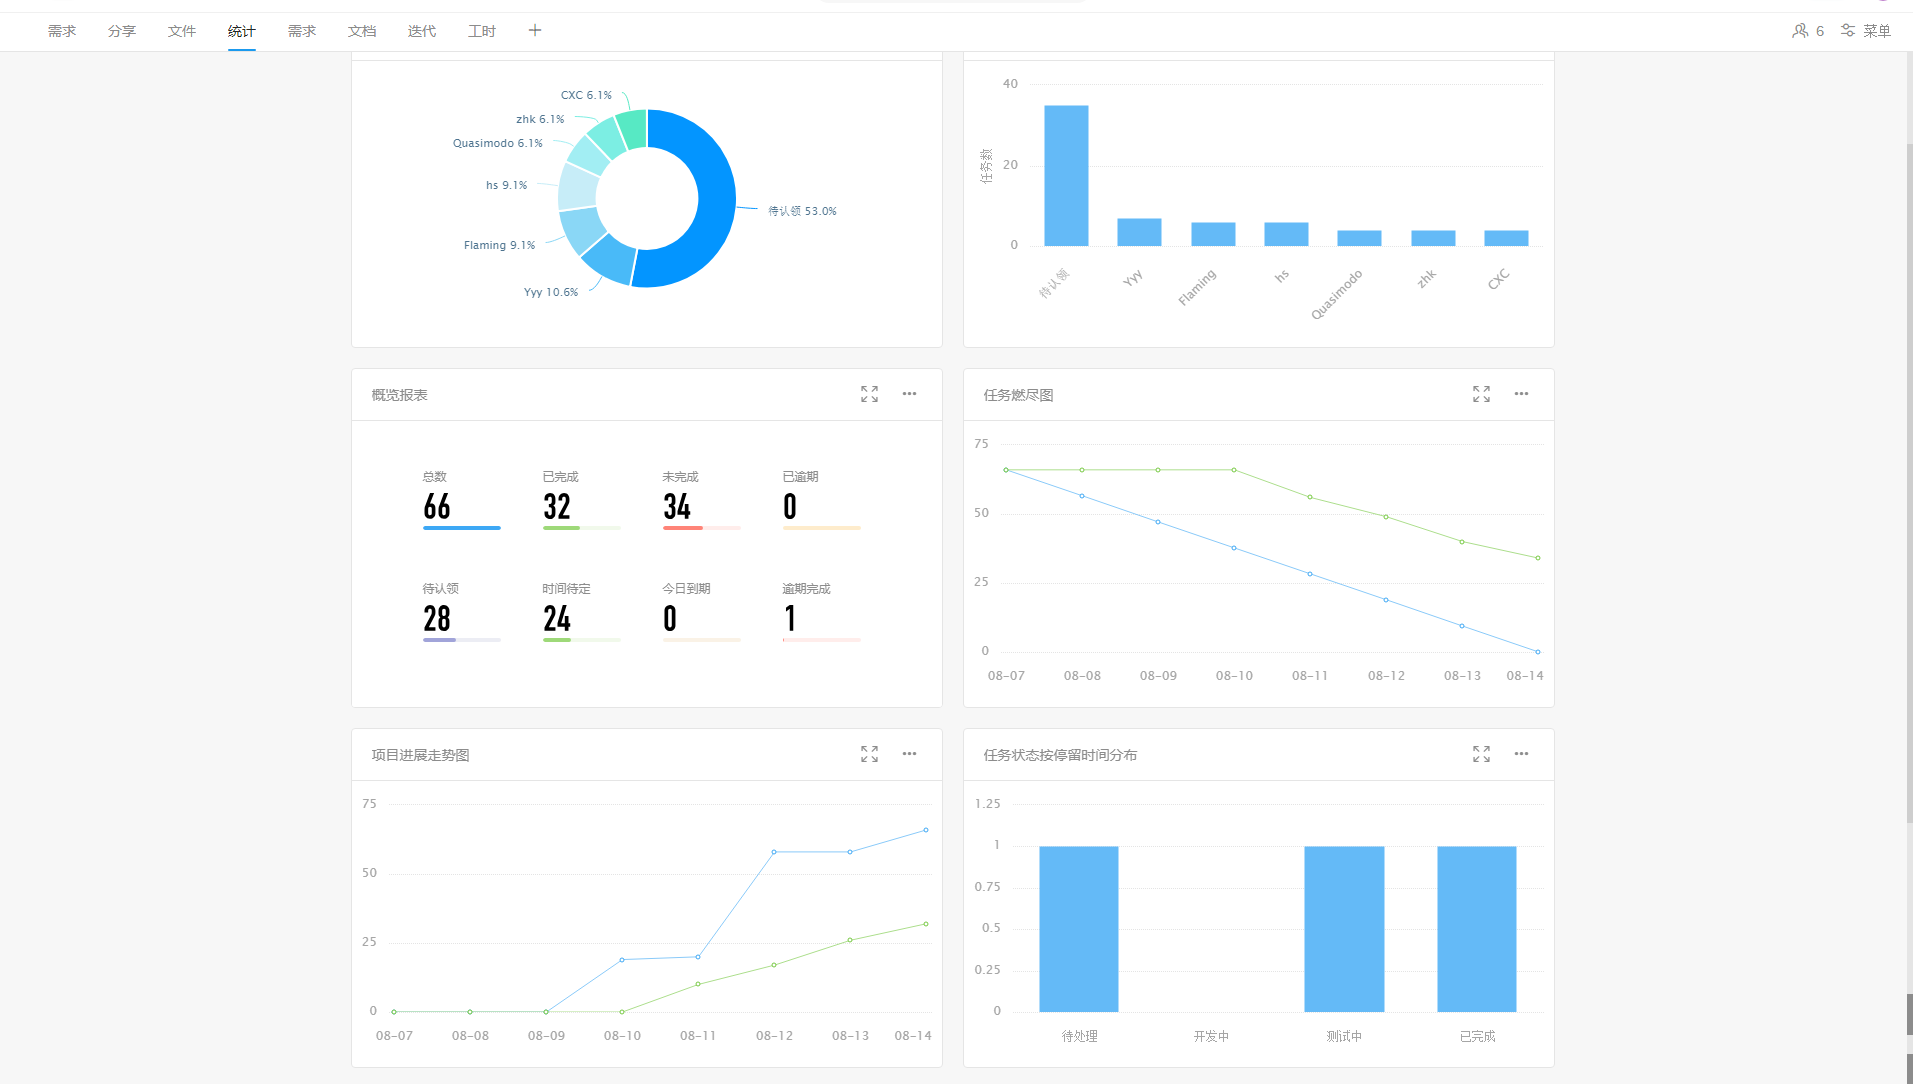 需求 分享 文件 统计 需求 文档 迭代 工时 6 菜单
CXC 6.1%
zhk 6.1%
Quasimodo 6.1%
hs 9.1%
待认领 53.0%
Flaming 9.1%
Yyy 10.6%
40
20
0
任务数
待认领 Yyy Flaming hs Quasimodo zhk CXC
概览报表
总数 已完成 未完成 已逾期
66 32 34 0
待认领 时间待定 今日到期 逾期完成
28 24 0 1
任务燃尽图
75
50
25
0
08-07 08-08 08-09 08-10 08-11 08-12 08-13 08-14
项目进展走势图
75
50
25
0
08-07 08-08 08-09 08-10 08-11 08-12 08-13 08-14
任务状态按停留时间分布
1.25
1
0.75
0.5
0.25
0
待处理 开发中 测试中 已完成